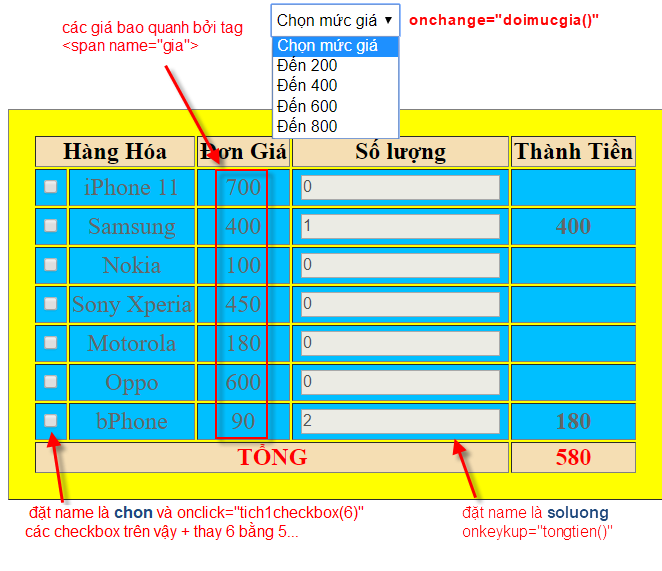 các giá bao quanh bởi tag
<span name="gia">
Chọn mức giá
onchange="doimucgia()"
Chọn mức giá
Đến 200
Đến 400
Đến 600
Đến 800
Hàng Hóa Đơn Giá Số lượng Thành Tiền
iPhone 11 700 0
Samsung 400 1 400
Nokia 100 0
Sony Xperia 450 0
Motorola 180 0
Oppo 600 0
bPhone 90 2 180
TỔNG 580
đặt name là chon và onclick="tich1checkbox(6)"
các checkbox trên vậy + thay 6 bằng 5...
đặt name là soluong
onkeykup="tongtien()"